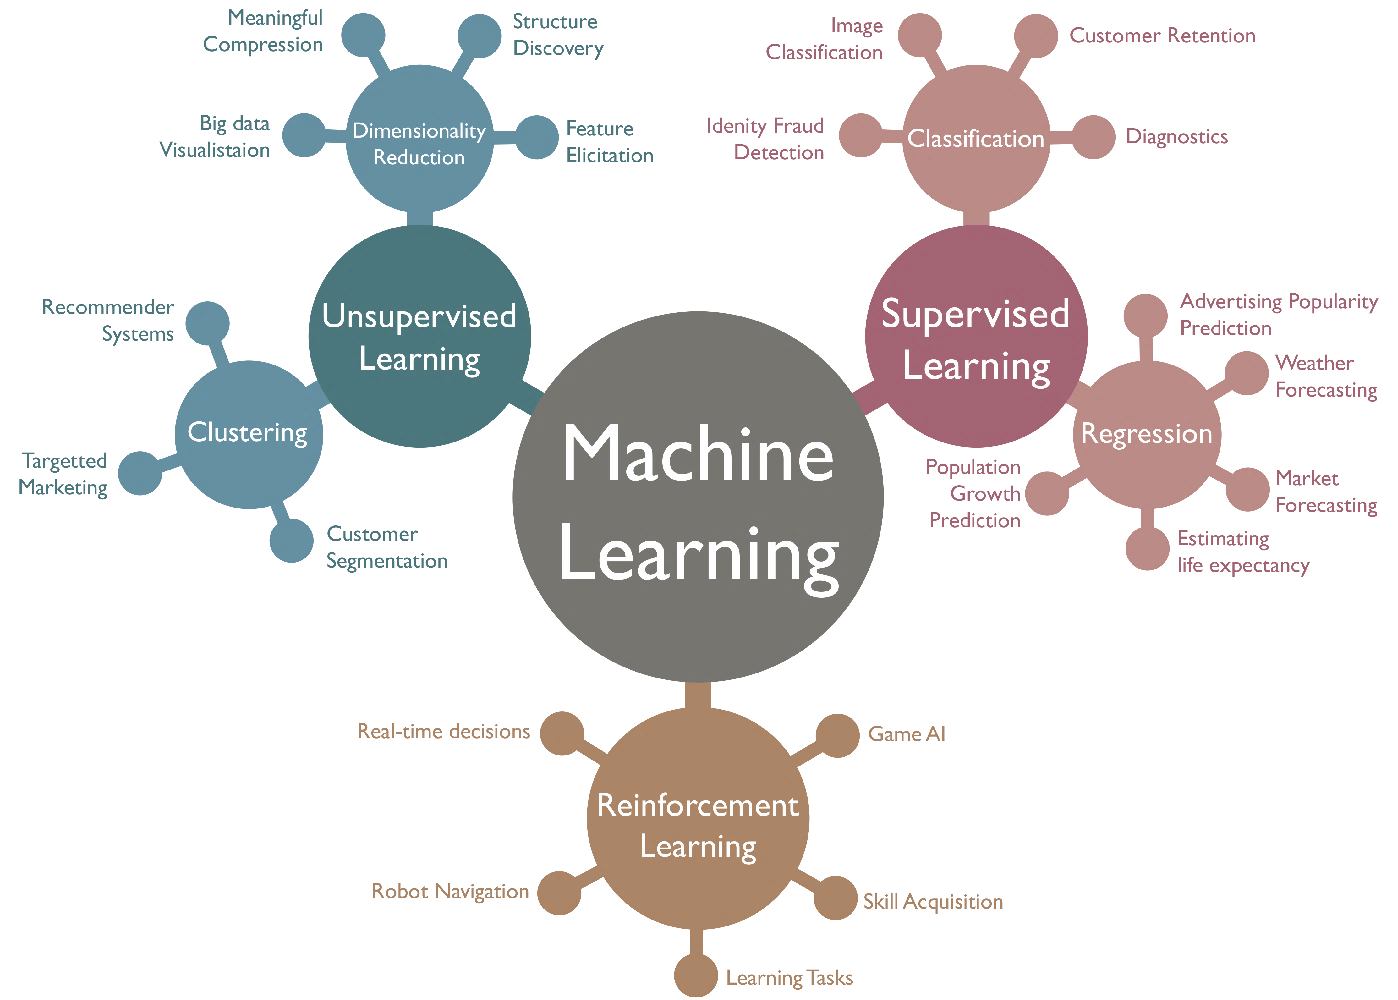 Meaningful
Compression
Structure
Discovery
Big data
Visualistaion
Dimensionality
Reduction
Feature
Elicitation
Unsupervised
Learning
Recommender
Systems
Clustering
Targetted
Marketing
Customer
Segmentation
Image
Classification
Customer Retention
Idenity Fraud
Detection
Classification
Diagnostics
Supervised
Learning
Advertising Popularity
Prediction
Weather
Forecasting
Regression
Population
Growth
Prediction
Market
Forecasting
Estimating
life expectancy
Machine
Learning
Real-time decisions
Game AI
Reinforcement
Learning
Robot Navigation
Skill Acquisition
Learning Tasks